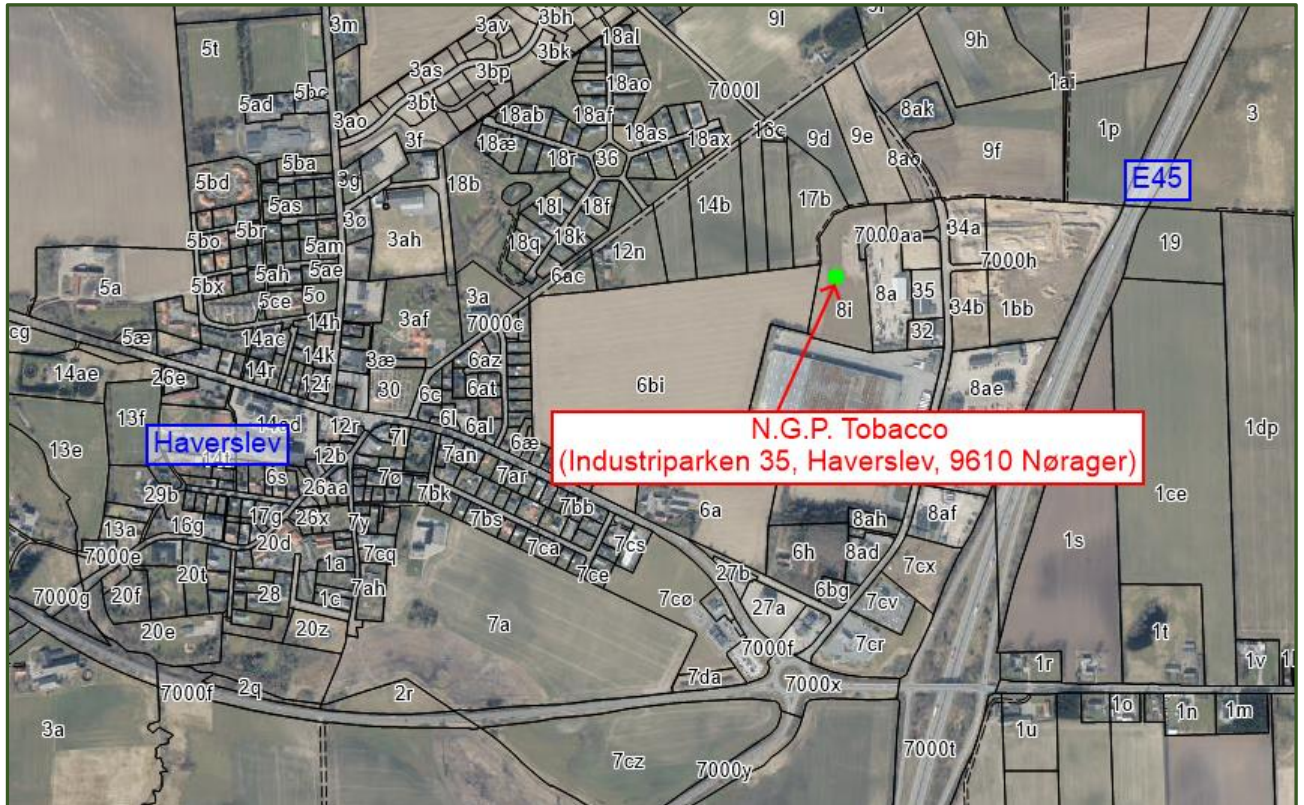 3m
3av
3bh
18al
9l
9h
5t
3as
3bk
3bp
18ao
7000l
1ai
5bc
5ad
3bt
18ab
18af
8ak
1p
3
3ao
18as
18ax
16c
9d
9e
9f
3f
18æ
18r
36
8ao
5ba
3g
18b
E45
5bd
5as
18l
18f
14b
17b
5br
3ø
34a
5bo
5am
3ah
18q
18k
12n
7000aa
19
7000h
5a
5bx
5ah
5ae
6ac
5ce
5o
8a
35
3a
8i
34b
1bb
cg
5æ
14ac
14h
3af
7000c
32
14ae
26e
14r
14k
3æ
6az
12f
30
6c
6at
6bi
8ae
13f
14ad
12r
6l
6al
1dp
Haverslev
7l
6æ
N.G.P. Tobacco
(Industriparken 35, Haverslev, 9610 Nørager)
13e
12b
7an
6s
26aa
7ø
7ar
29b
7bk
7bb
6a
1ce
13a
16g
17g
26x
7y
7bs
8ah
8af
20d
7ca
7cs
6h
8ad
1s
7000e
20t
1a
7cq
7ce
27b
7cx
7000g
20f
28
1c
7ah
6bg
7cø
27a
7cv
20e
20z
7a
7000f
7cr
1t
1r
1v
7000f
2q
2r
7da
7000x
3a
1o
1n
1m
1u
7cz
7000y
7000t